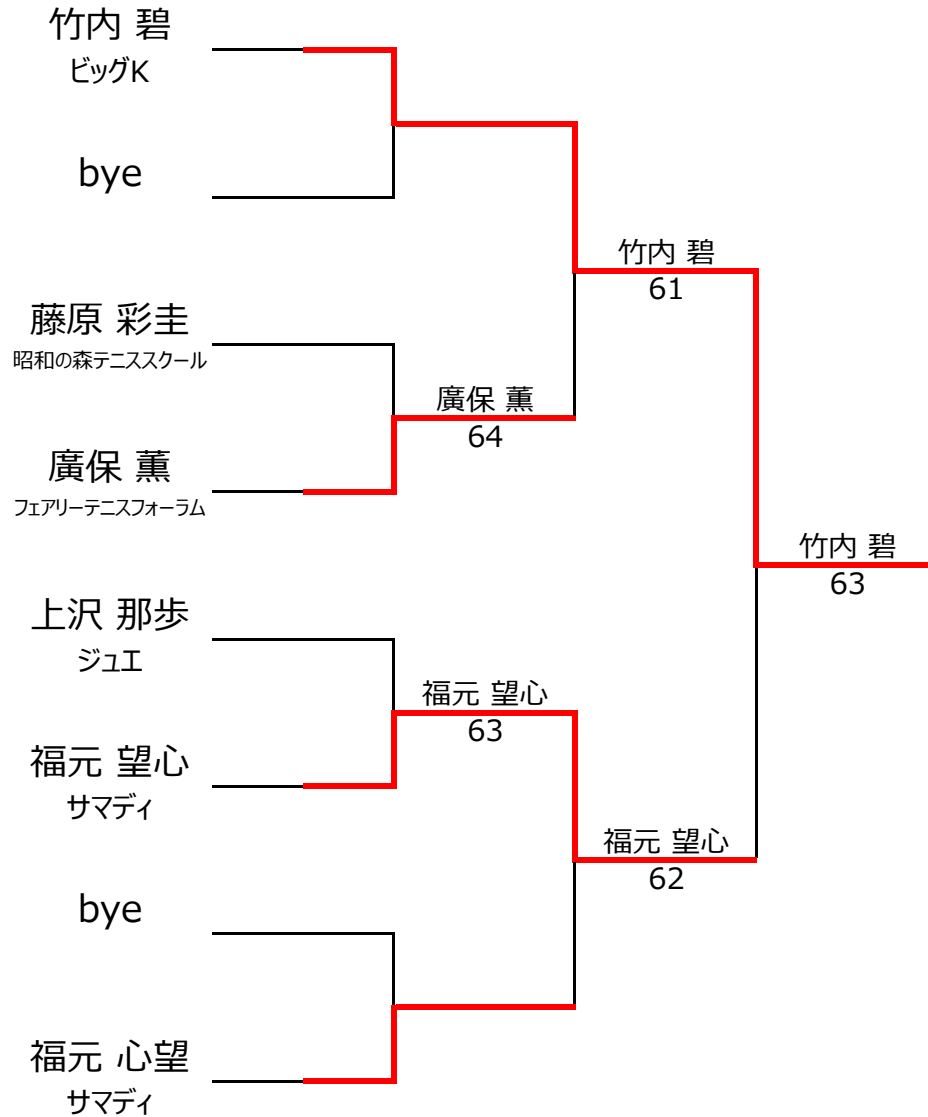 竹内 碧
ビッグK
bye
竹内 碧
61
藤原 彩圭
昭和の森テニススクール
廣保 薫
64
廣保 薫
フェアリーテニスフォーラム
竹内 碧
63
上沢 那歩
ジュエ
福元 望心
63
福元 望心
サマディ
福元 望心
62
bye
福元 心望
サマディ